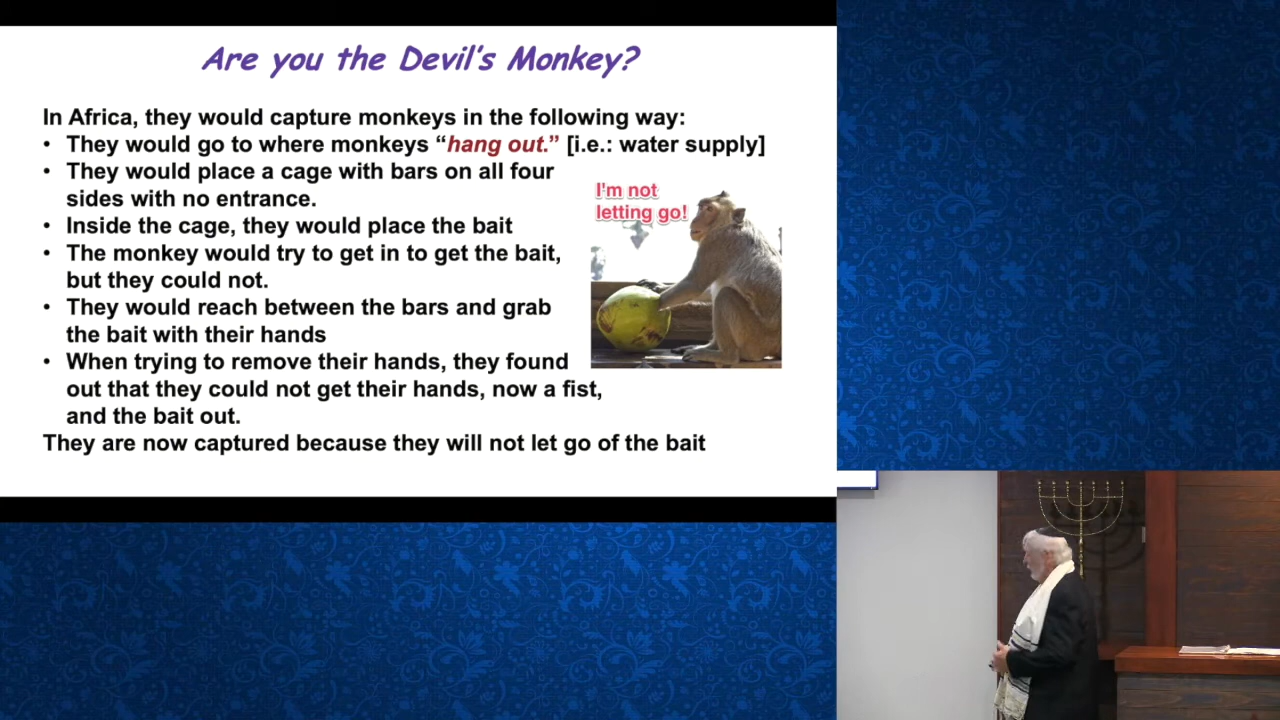 Are you the Devil's Monkey?
In Africa, they would capture monkeys in the following way:
• They would go to where monkeys “hang out.” [i.e.: water supply]
• They would place a cage with bars on all four
sides with no entrance.
• Inside the cage, they would place the bait
• The monkey would try to get in to get the bait,
but they could not.
• They would reach between the bars and grab
the bait with their hands
• When trying to remove their hands, they found
out that they could not get their hands, now a fist,
and the bait out.
They are now captured because they will not let go of the bait
I'm not
letting go!